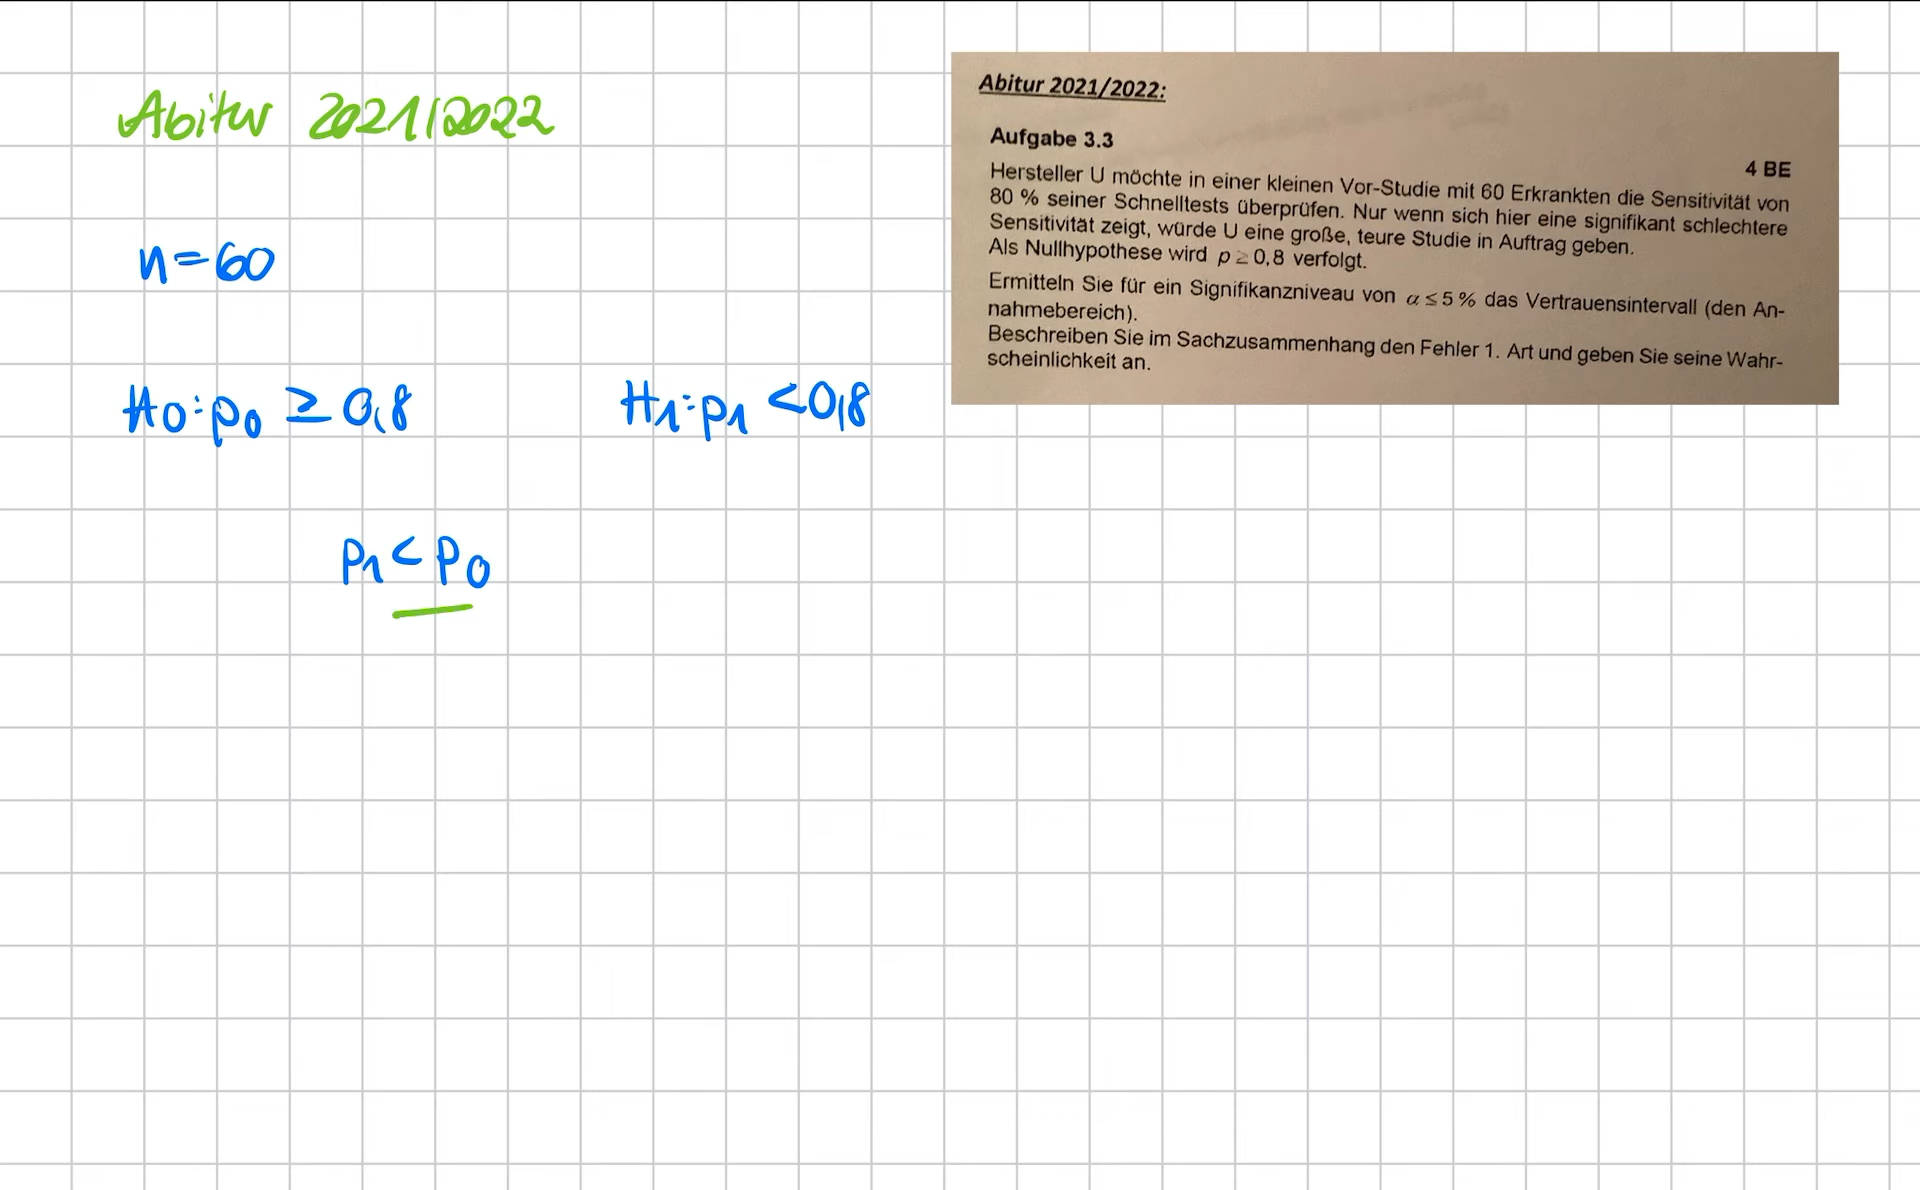 Abitur 2021/2022
n=60
H0:p0 ≥ 0,8
H1:p1 <0,8
p1 < p0
Abitur 2021/2022:
Aufgabe 3.3
4 BE
Hersteller U möchte in einer kleinen Vor-Studie mit 60 Erkrankten die Sensitivität von
80 % seiner Schnelltests überprüfen. Nur wenn sich hier eine signifikant schlechtere
Sensitivität zeigt, würde U eine große, teure Studie in Auftrag geben.
Als Nullhypothese wird p ≥ 0,8 verfolgt.
Ermitteln Sie für ein Signifikanzniveau von α ≤ 5 % das Vertrauensintervall (den An-
nahmebereich).
Beschreiben Sie im Sachzusammenhang den Fehler 1. Art und geben Sie seine Wahr-
scheinlichkeit an.